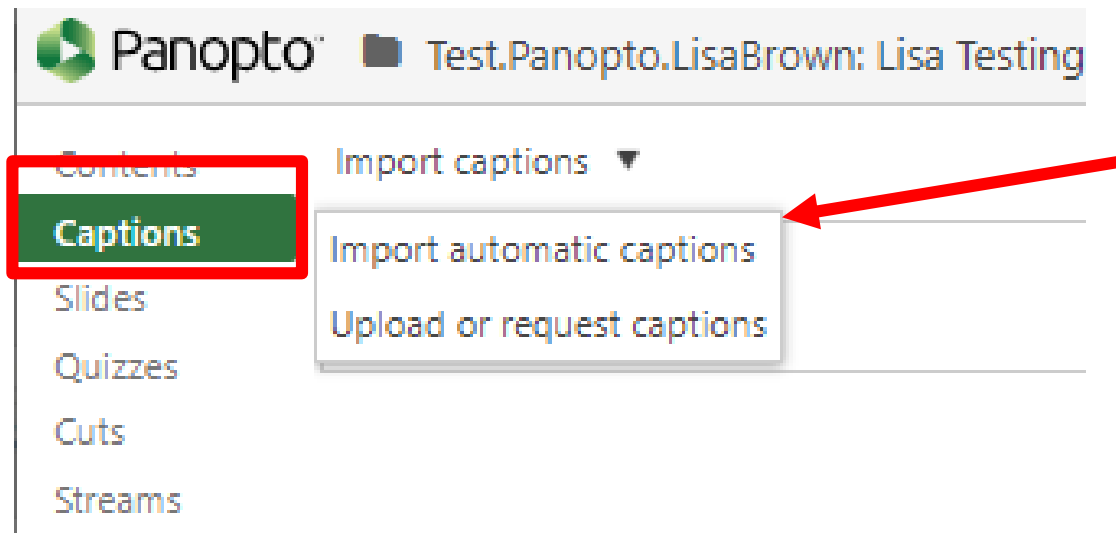 Panopto Test.Panopto.LisaBrown: Lisa Testing
Contents
Import captions
Captions
Import automatic captions
Slides
Upload or request captions
Quizzes
Cuts
Streams